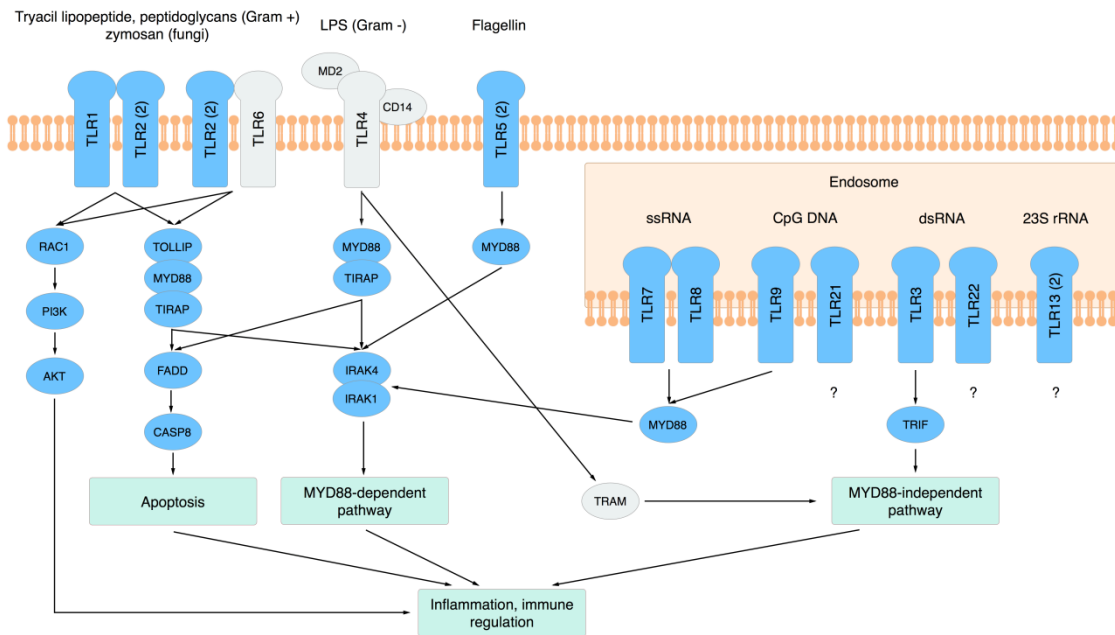 Tryacil lipopeptide, peptidoglycans (Gram +)
zymosan (fungi)
LPS (Gram -)
Flagellin
MD2
CD14
TLR1
TLR2 (2)
TLR2 (2)
TLR6
TLR4
TLR5 (2)
Endosome
ssRNA
CpG DNA
dsRNA
23S rRNA
TLR7
TLR8
TLR9
TLR21
TLR3
TLR22
TLR13 (2)
RAC1
TOLLIP
MYD88
MYD88
MYD88
TIRAP
PI3K
TIRAP
AKT
FADD
IRAK4
IRAK1
?
?
?
CASP8
MYD88
TRIF
Apoptosis
MYD88-dependent
pathway
TRAM
MYD88-independent
pathway
Inflammation, immune
regulation